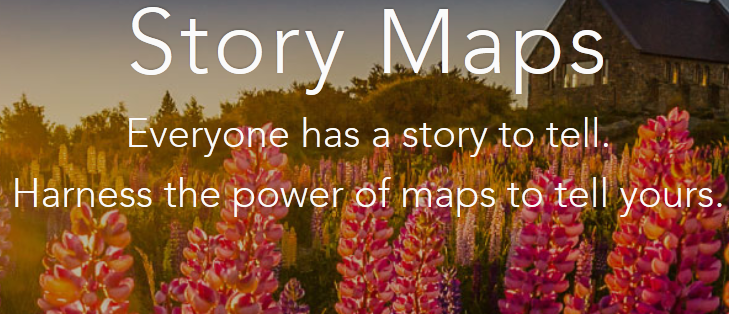 Story Maps
Everyone has a story to tell.
Harness the power of maps to tell yours.